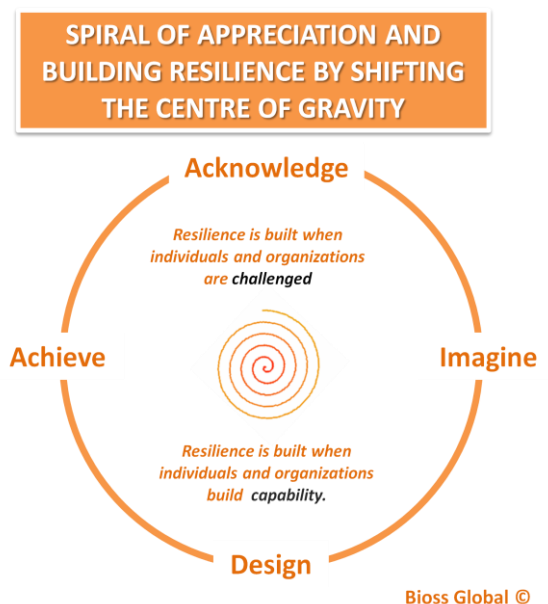 SPIRAL OF APPRECIATION AND
BUILDING RESILIENCE BY SHIFTING
THE CENTRE OF GRAVITY
Acknowledge
Resilience is built when
individuals and organizations
are challenged
Achieve
Imagine
Resilience is built when
individuals and organizations
build capability.
Design
Bioss Global ©